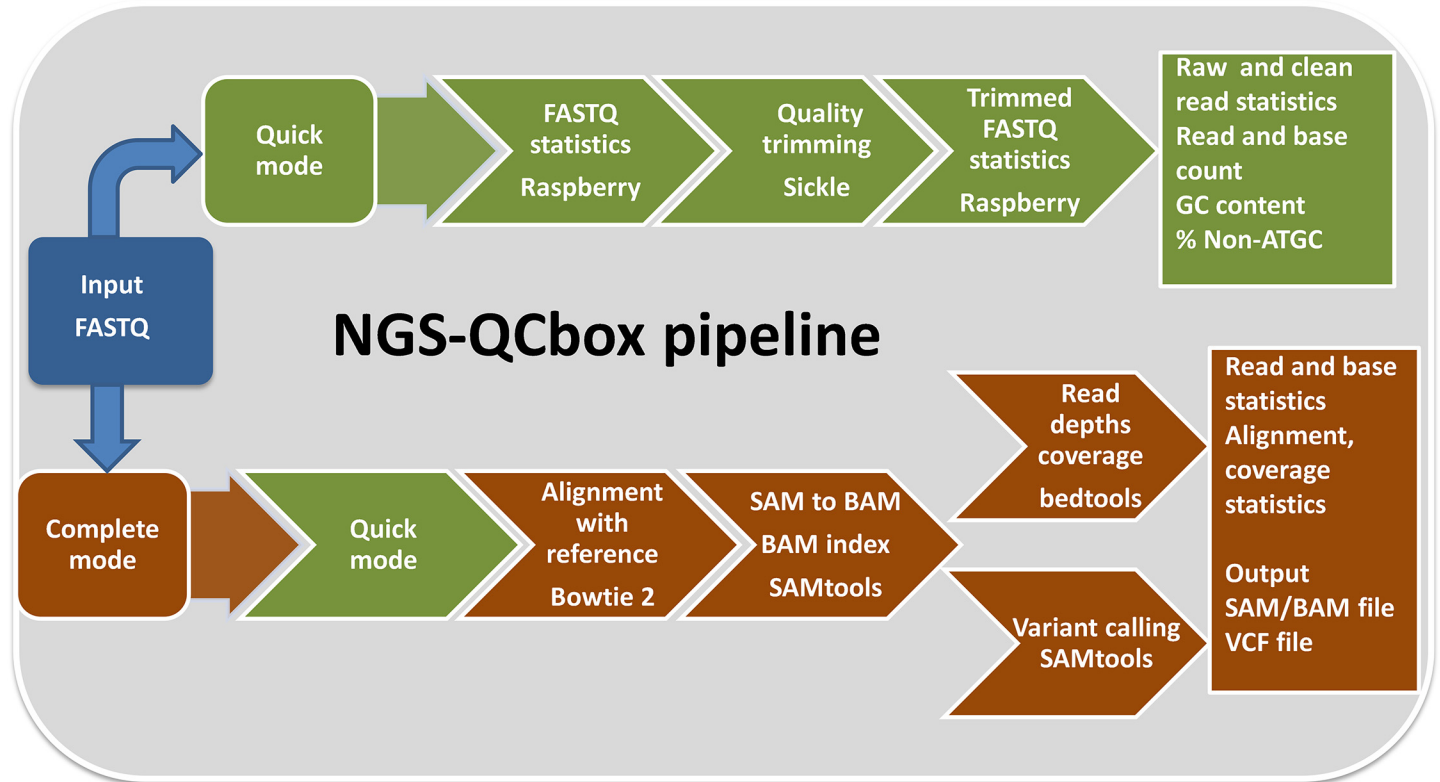 Quick
mode
FASTQ
statistics
Raspberry
Quality
trimming
Sickle
Trimmed
FASTQ
statistics
Raspberry
Raw and clean
read statistics
Read and base
count
GC content
% Non-ATGC
Input
FASTQ
NGS-QCbox pipeline
Complete
mode
Quick
mode
Alignment
with
reference
Bowtie 2
SAM to BAM
BAM index
SAMtools
Read
depths
coverage
bedtools
Variant calling
SAMtools
Read and base
statistics
Alignment,
coverage
statistics
Output
SAM/BAM file
VCF file